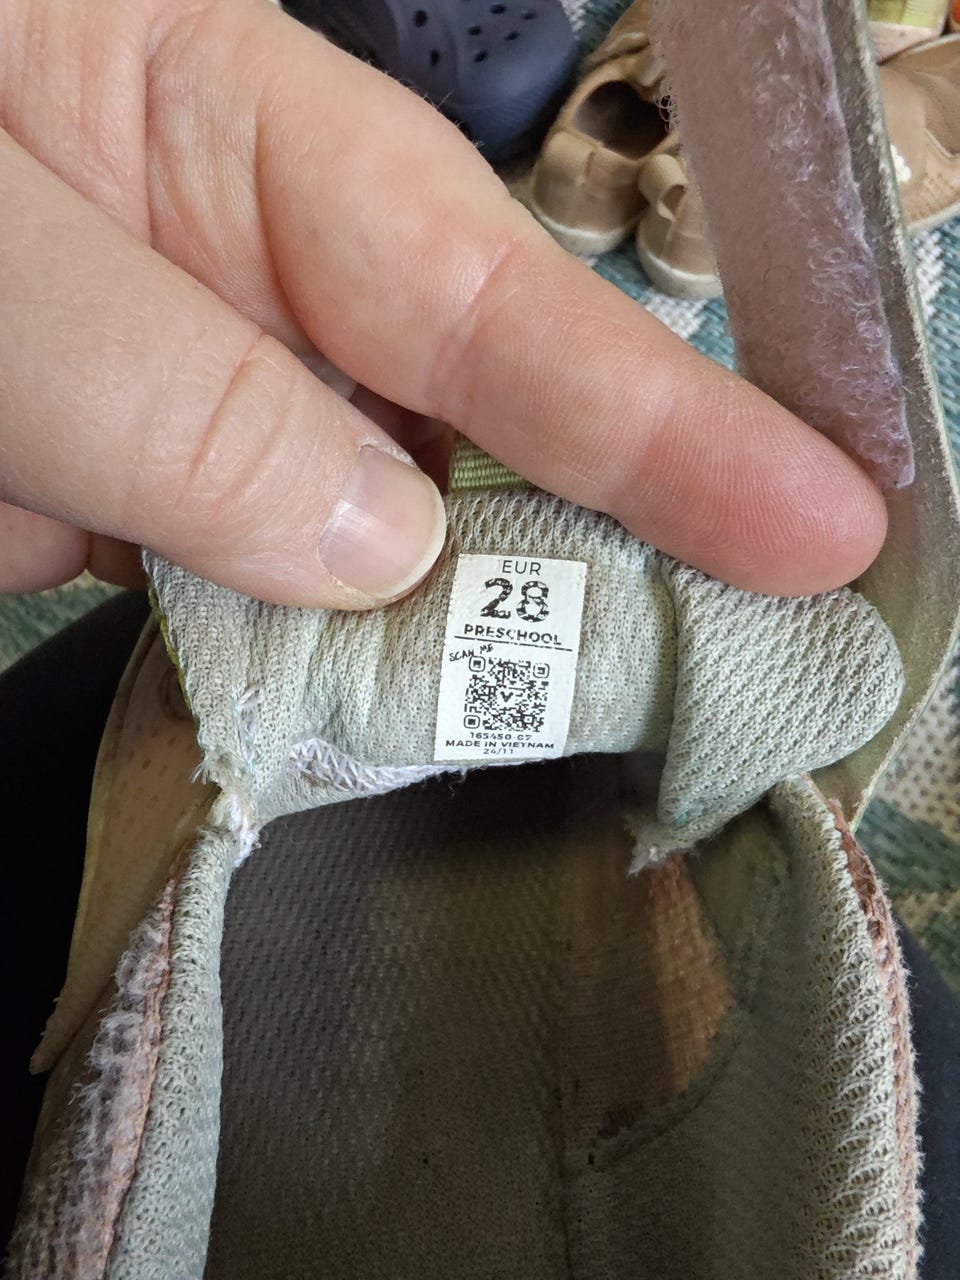 EUR
28
PRESCHOOL
SCAN ME
165450-07
MADE IN VIETNAM
24/11